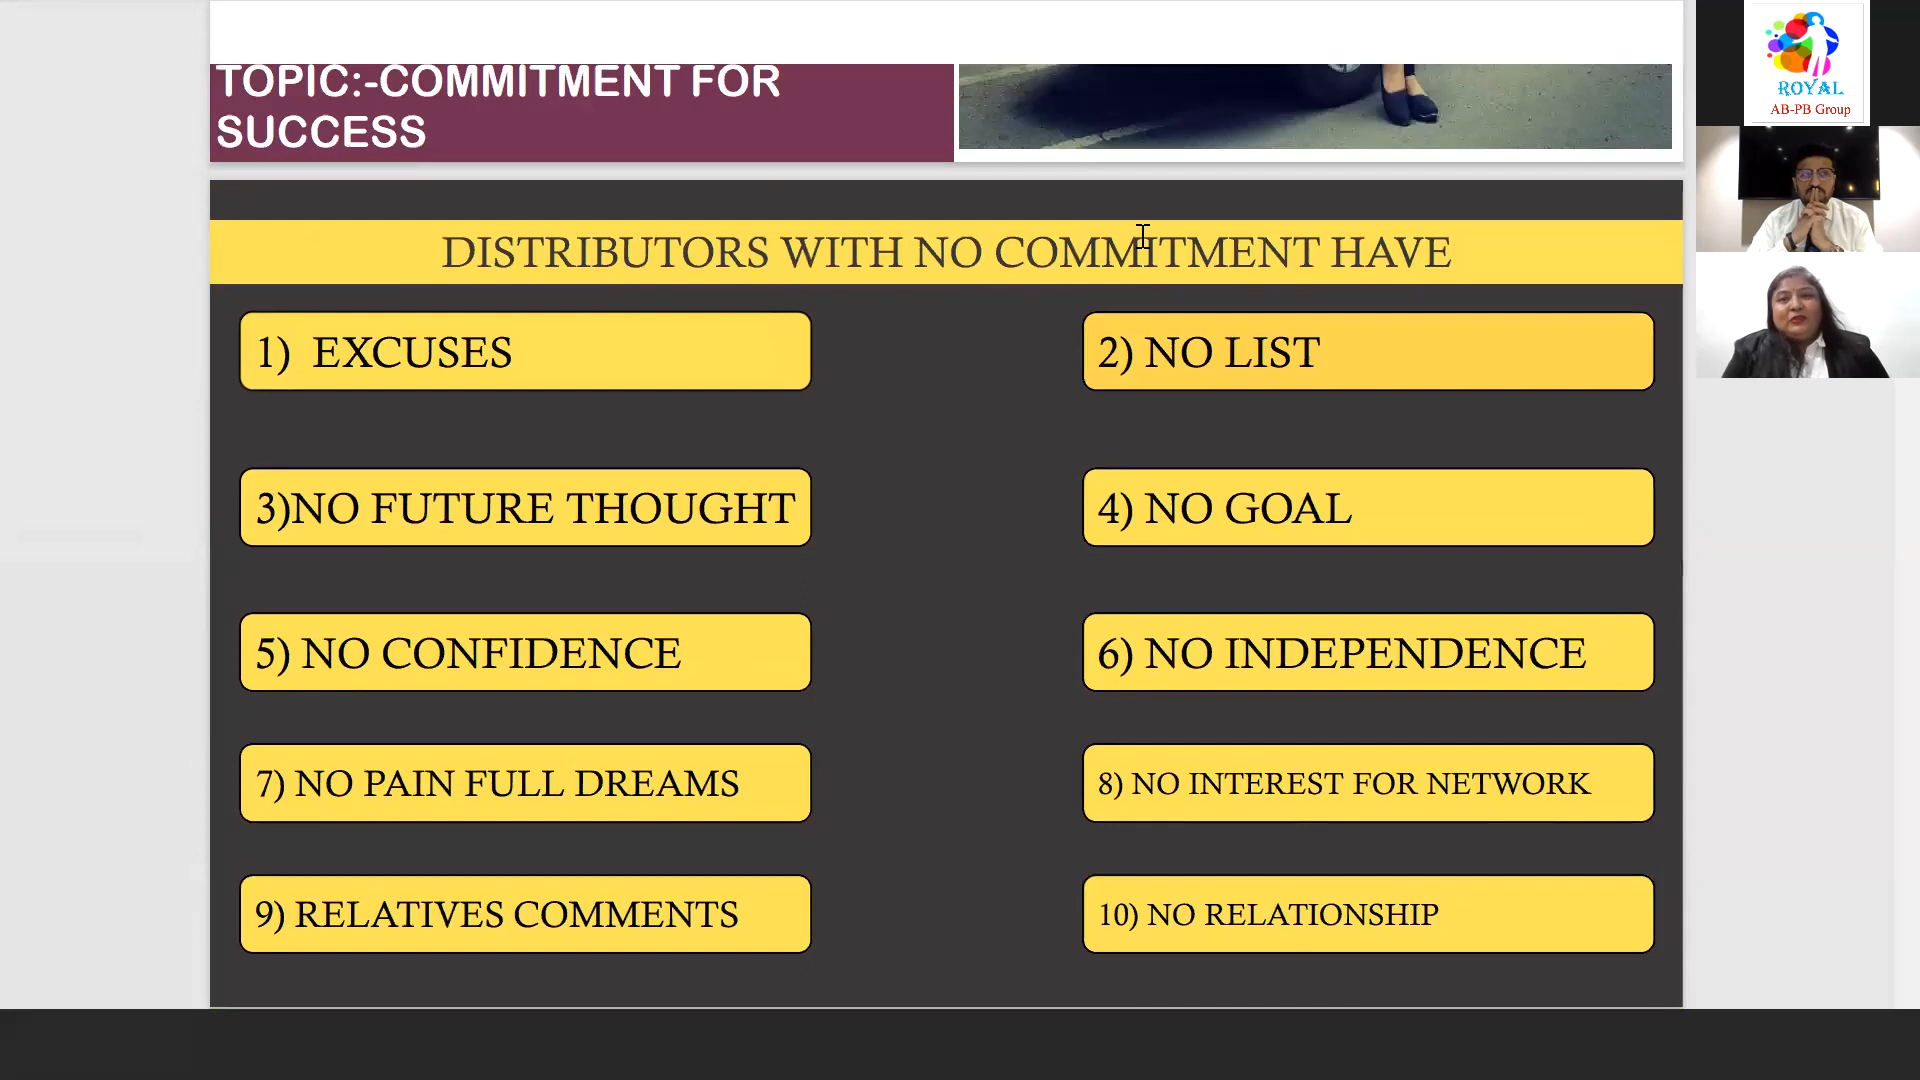 TOPIC:-COMMITMENT FOR
SUCCESS
DISTRIBUTORS WITH NO COMMITMENT HAVE
1) EXCUSES
2) NO LIST
3)NO FUTURE THOUGHT
4) NO GOAL
5) NO CONFIDENCE
6) NO INDEPENDENCE
7) NO PAIN FULL DREAMS
8) NO INTEREST FOR NETWORK
9) RELATIVES COMMENTS
10) NO RELATIONSHIP
ROYAL
AB-PB Group